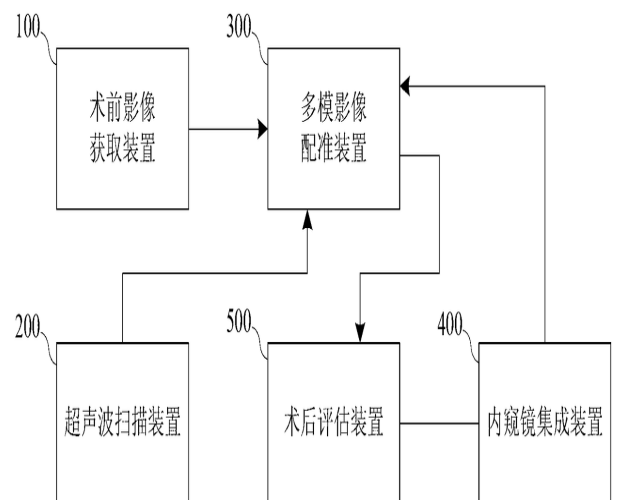 100
300
术前影像
获取装置
多模影像
配准装置
200
500
400
超声波扫描装置
术后评估装置
内窥镜集成装置